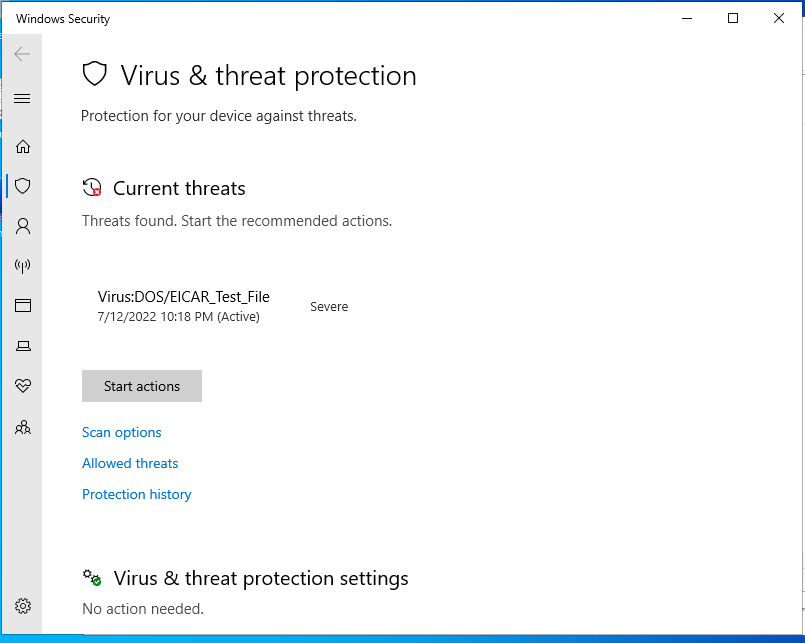 Windows Security
Virus & threat protection
Protection for your device against threats.
Current threats
Threats found. Start the recommended actions.
Virus:DOS/EICAR_Test_File
7/12/2022 10:18 PM (Active)
Severe
Start actions
Scan options
Allowed threats
Protection history
Virus & threat protection settings
No action needed.